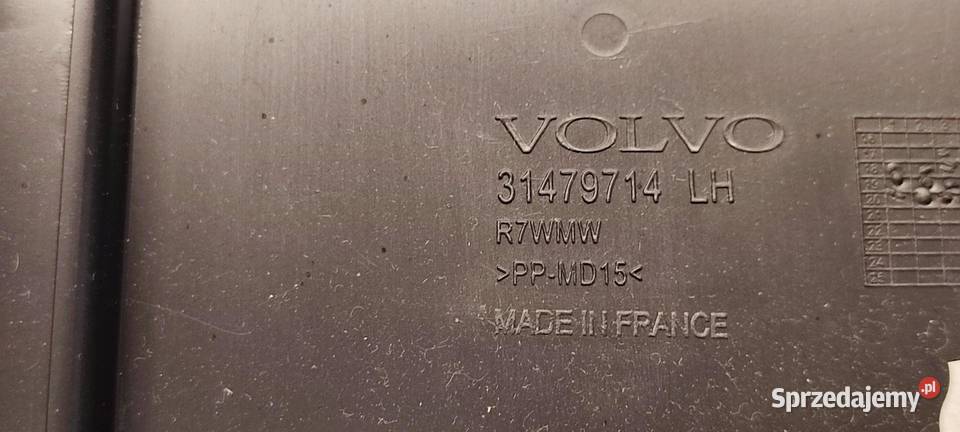 VOLVO
31479714 LH
R7WMW
>PP-MD15<
MADE IN FRANCE
Sprzedajemy.pl